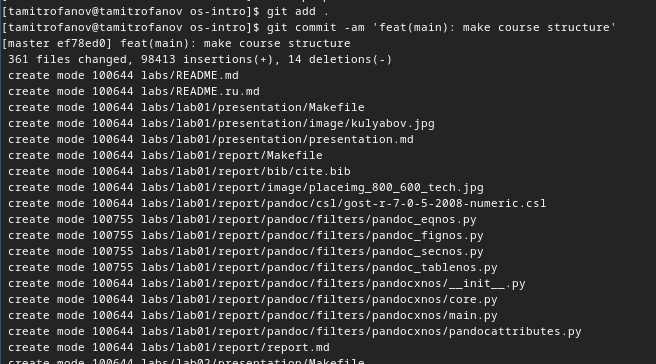 [tamitrofanov@tamitrofanov os-intro]$ git add .
[tamitrofanov@tamitrofanov os-intro]$ git commit -am 'feat(main): make course structure'
[master ef78ed0] feat(main): make course structure
361 files changed, 98413 insertions(+), 14 deletions(-)
create mode 100644 labs/README.md
create mode 100644 labs/README.ru.md
create mode 100644 labs/lab01/presentation/Makefile
create mode 100644 labs/lab01/presentation/image/kulyabov.jpg
create mode 100644 labs/lab01/presentation/presentation.md
create mode 100644 labs/lab01/report/Makefile
create mode 100644 labs/lab01/report/bib/cite.bib
create mode 100644 labs/lab01/report/image/placeimg_800_600_tech.jpg
create mode 100644 labs/lab01/report/pandoc/csl/gost-r-7-0-5-2008-numeric.csl
create mode 100755 labs/lab01/report/pandoc/filters/pandoc_eqnos.py
create mode 100755 labs/lab01/report/pandoc/filters/pandoc_fignos.py
create mode 100755 labs/lab01/report/pandoc/filters/pandoc_secnos.py
create mode 100755 labs/lab01/report/pandoc/filters/pandoc_tablenos.py
create mode 100644 labs/lab01/report/pandoc/filters/pandocxnos/__init__.py
create mode 100644 labs/lab01/report/pandoc/filters/pandocxnos/core.py
create mode 100644 labs/lab01/report/pandoc/filters/pandocxnos/main.py
create mode 100644 labs/lab01/report/pandoc/filters/pandocxnos/pandocattributes.py
create mode 100644 labs/lab01/report/report.md
create mode 100644 labs/lab02/presentation/Makefile